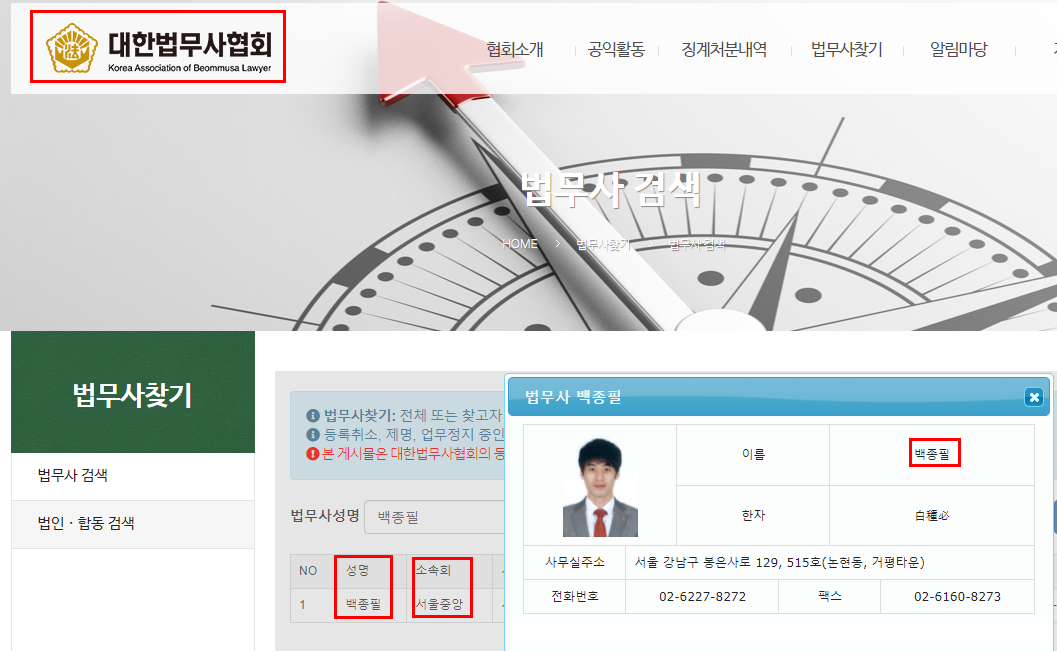 대한법무사협회
Korea Association of Beommusa Lawyer
협회소개
공익활동
징계처분내역
법무사찾기
알림마당
법무사 검색
HOME > 법무사찾기 > 법무사 검색
법무사찾기
법무사 검색
법인 · 합동 검색
법무사찾기: 전체 또는 찾고자
등록취소, 제명, 업무정지 중인
본 게시물은 대한법무사협회의 동
법무사성명 백종필
NO 성명 소속회
1 백종필 서울중앙
법무사 백종필
이름 백종필
한자 白種必
사무실주소 서울 강남구 봉은사로 129, 515호(논현동, 거평타운)
전화번호 02-6227-8272 팩스 02-6160-8273